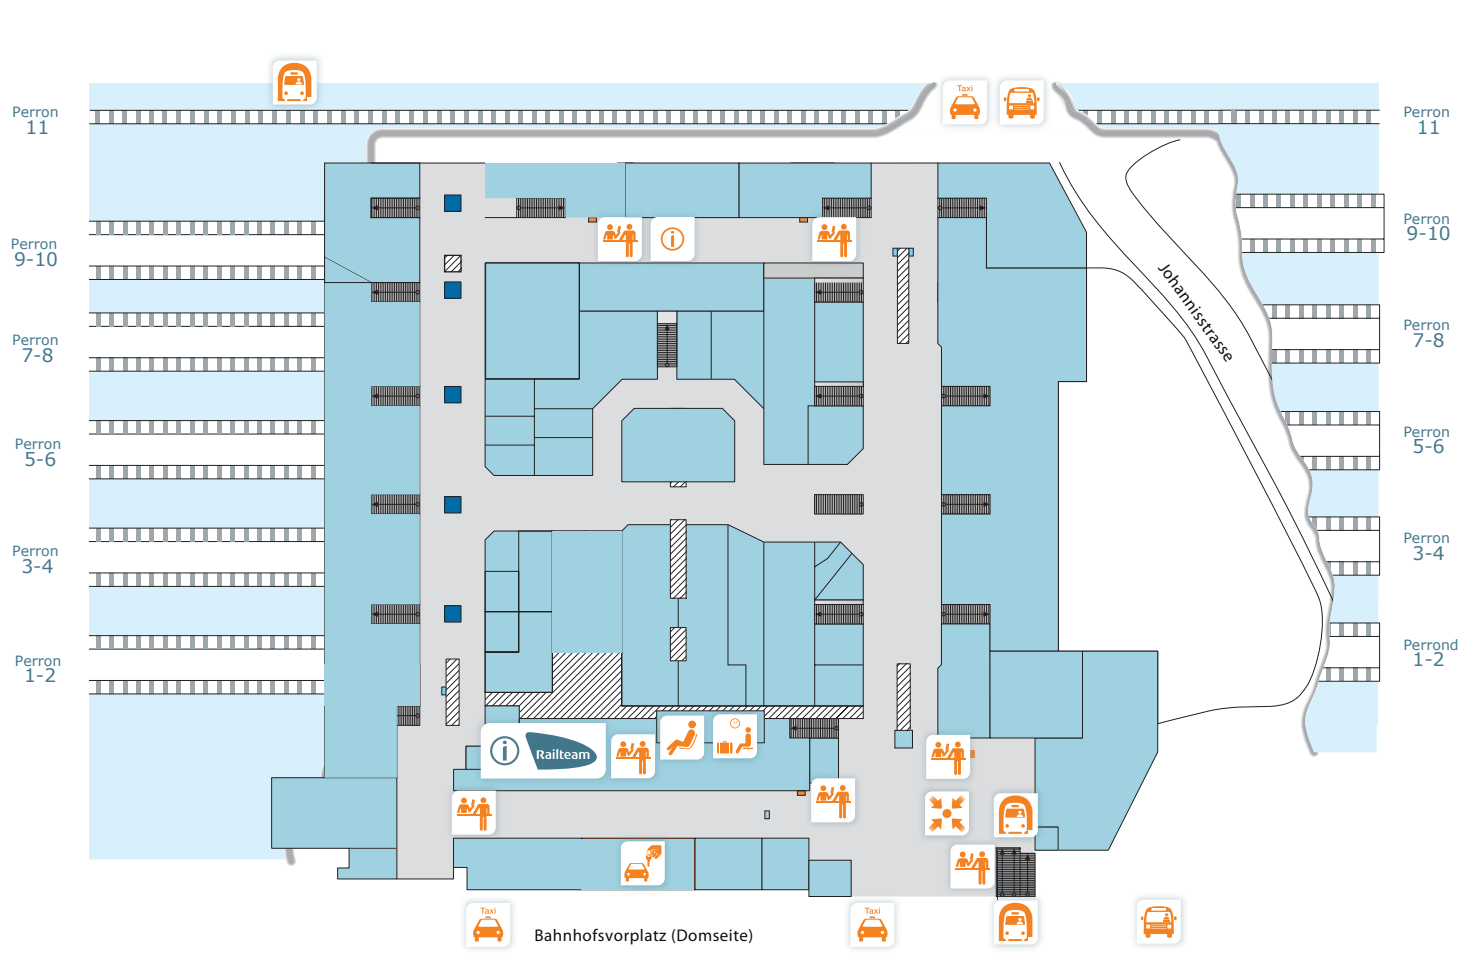 Taxi
Perron
11
Perron
11
Perron
9-10
Perron
9-10
Johannisstrasse
Perron
7-8
Perron
7-8
Perron
5-6
Perron
5-6
Perron
3-4
Perron
3-4
Perron
1-2
Perrond
1-2
Railteam
Taxi
Taxi
Bahnhofsvorplatz (Domseite)